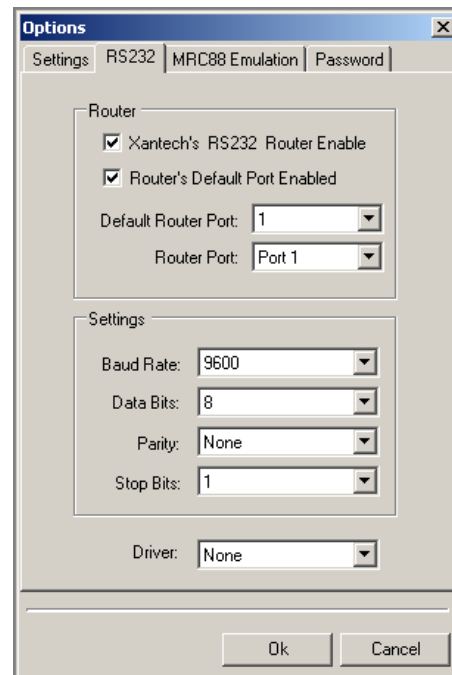 Options
Settings RS232 MRC88 Emulation Password
Router
Xantech's RS232 Router Enable
Router's Default Port Enabled
Default Router Port: 1
Router Port: Port 1
Settings
Baud Rate: 9600
Data Bits: 8
Parity: None
Stop Bits: 1
Driver: None
Ok Cancel